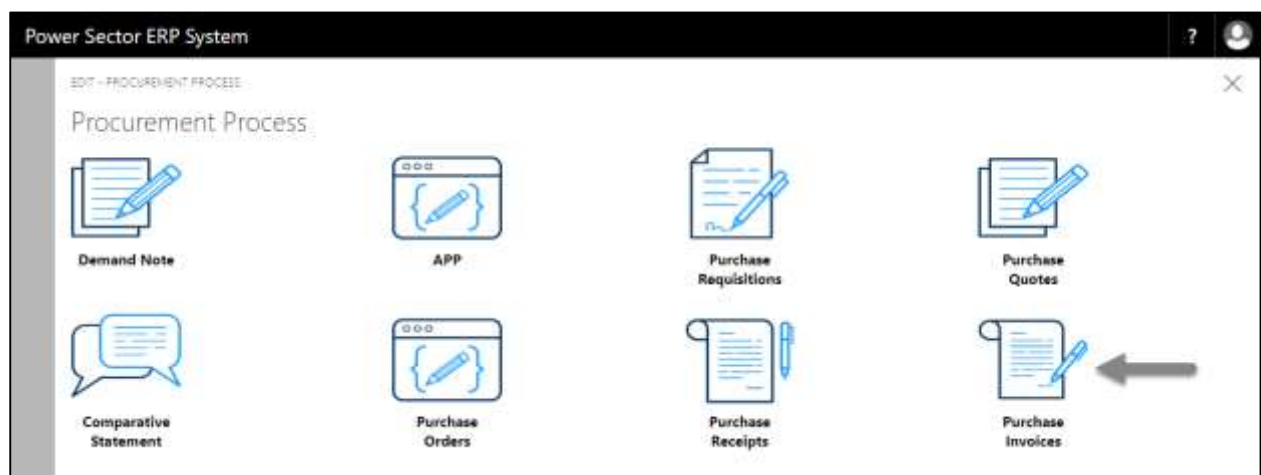 Power Sector ERP System ?
EDIT - PROCUREMENT PROCESS
Procurement Process
Demand Note
APP
Purchase
Requisitions
Purchase
Quotes
Comparative
Statement
Purchase
Orders
Purchase
Receipts
Purchase
Invoices